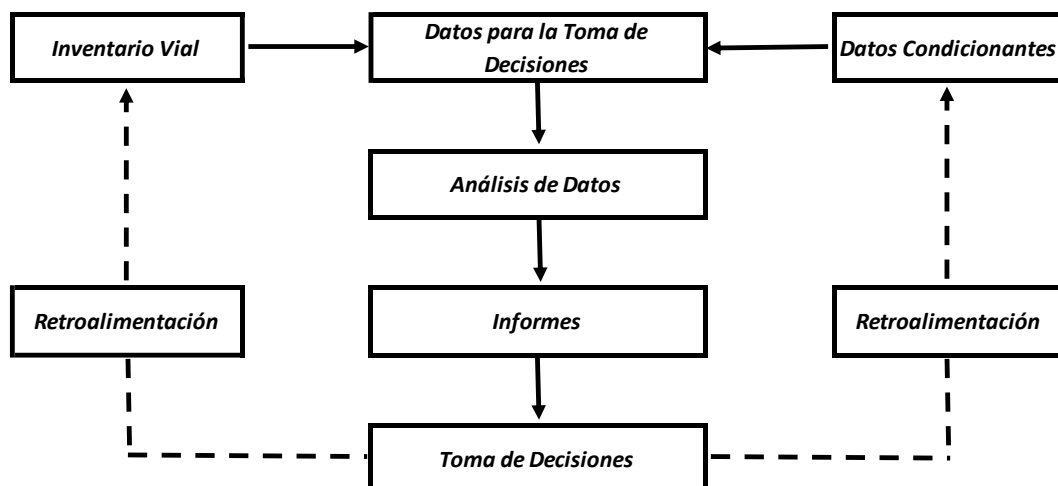 Inventario Vial
Datos para la Toma de
Decisiones
Datos Condicionantes
Análisis de Datos
Retroalimentación
Informes
Retroalimentación
Toma de Decisiones